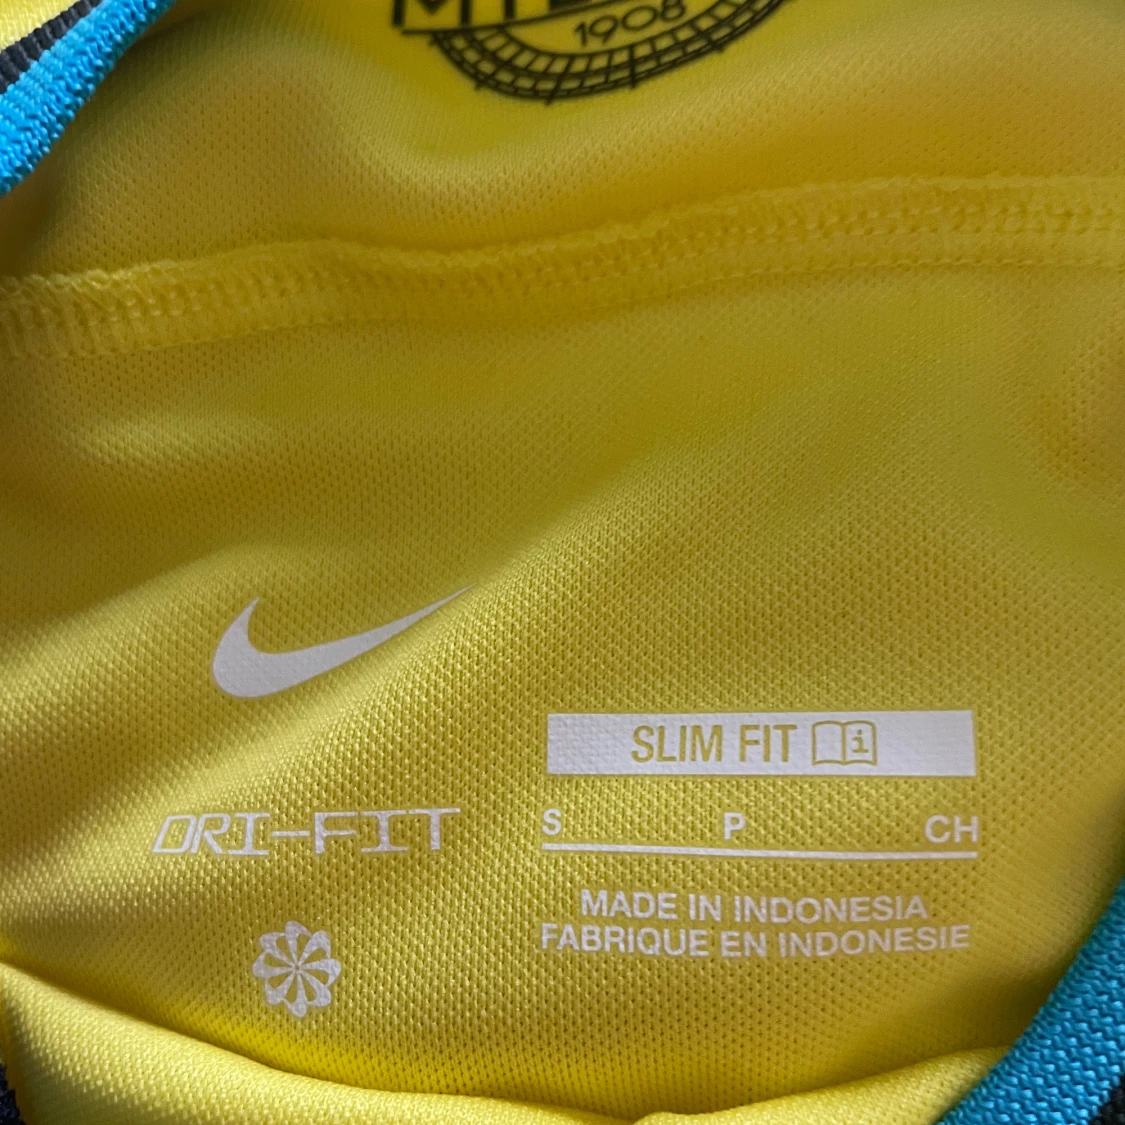 1908
SLIM FIT i
DRI-FIT
S P CH
MADE IN INDONESIA
FABRIQUE EN INDONESIE